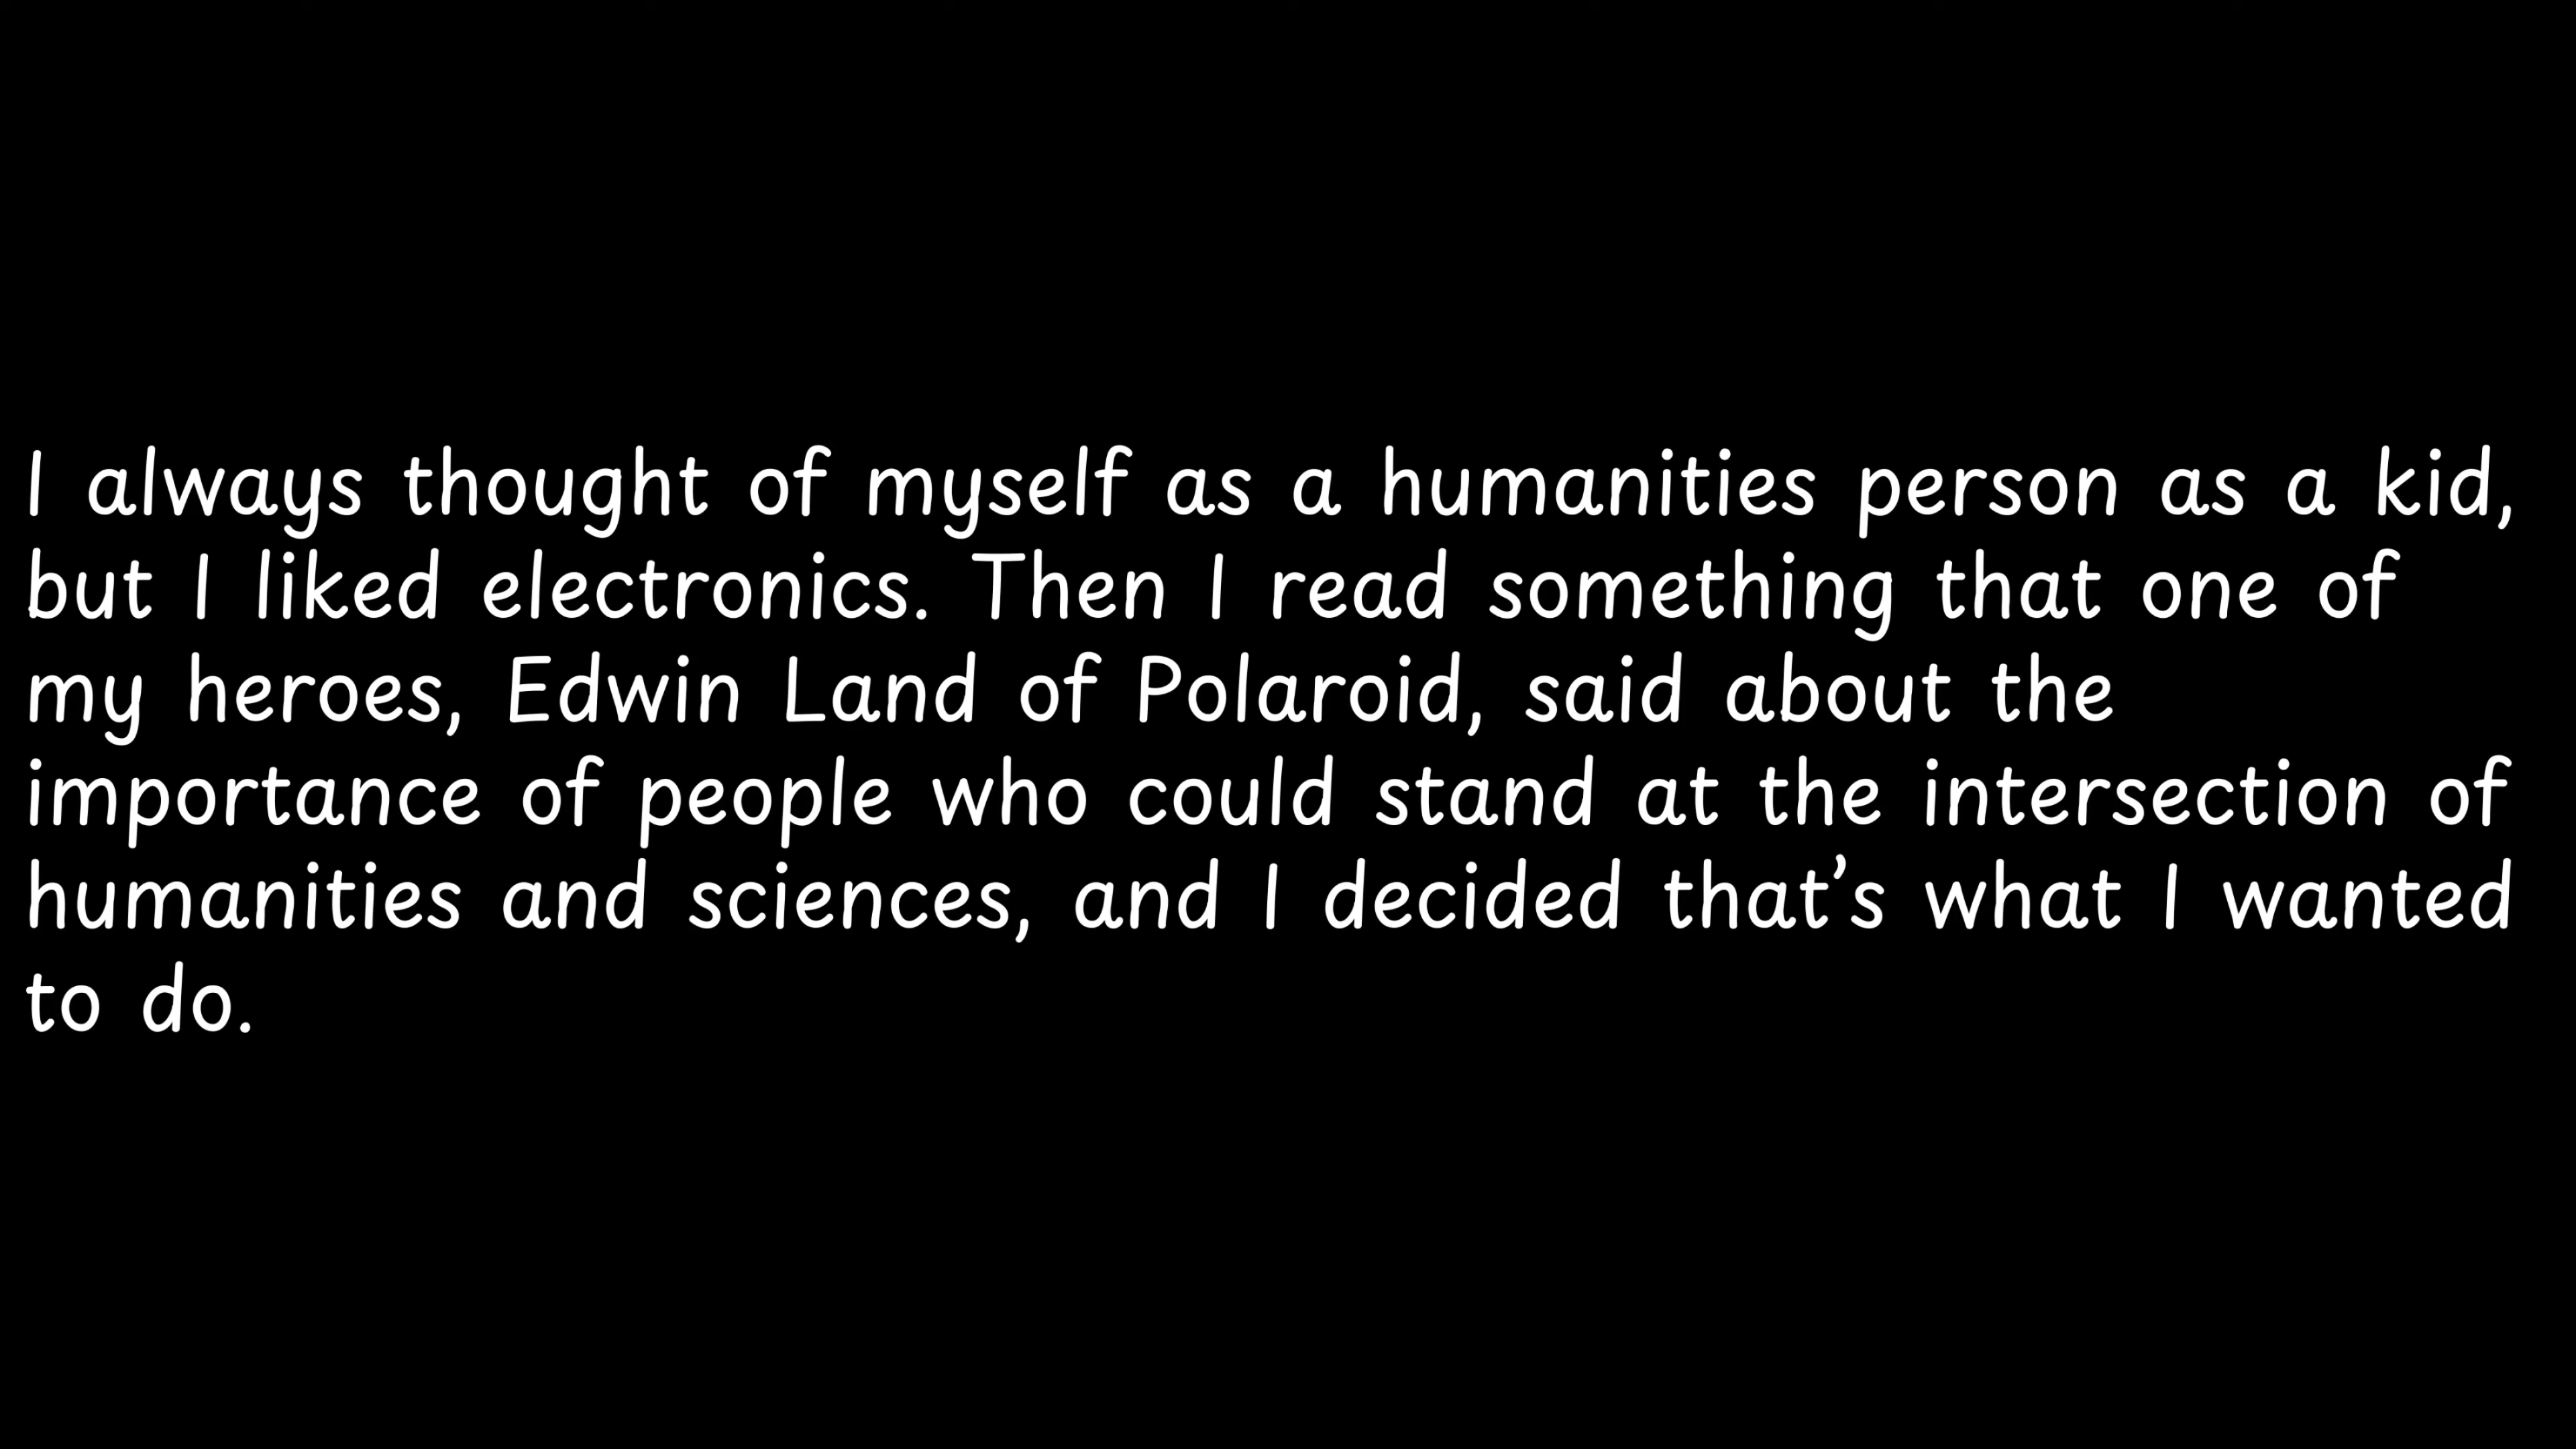 I always thought of myself as a humanities person as a kid,
but I liked electronics. Then I read something that one of
my heroes, Edwin Land of Polaroid, said about the
importance of people who could stand at the intersection of
humanities and sciences, and I decided that’s what I wanted
to do.